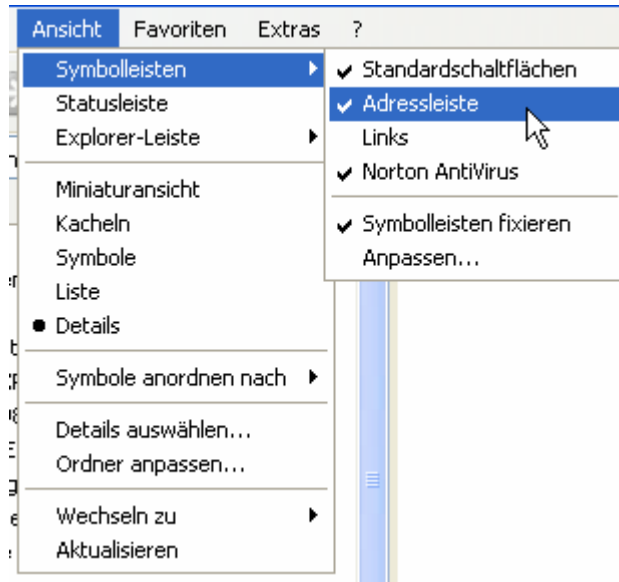 Ansicht Favoriten Extras ?
Symbolleisten
Statusleiste
Explorer-Leiste
Miniaturansicht
Kacheln
Symbole
Liste
Details
Symbole anordnen nach
Details auswählen...
Ordner anpassen...
Wechseln zu
Aktualisieren
Standardschaltflächen
Adressleiste
Links
Norton AntiVirus
Symbolleisten fixieren
Anpassen...